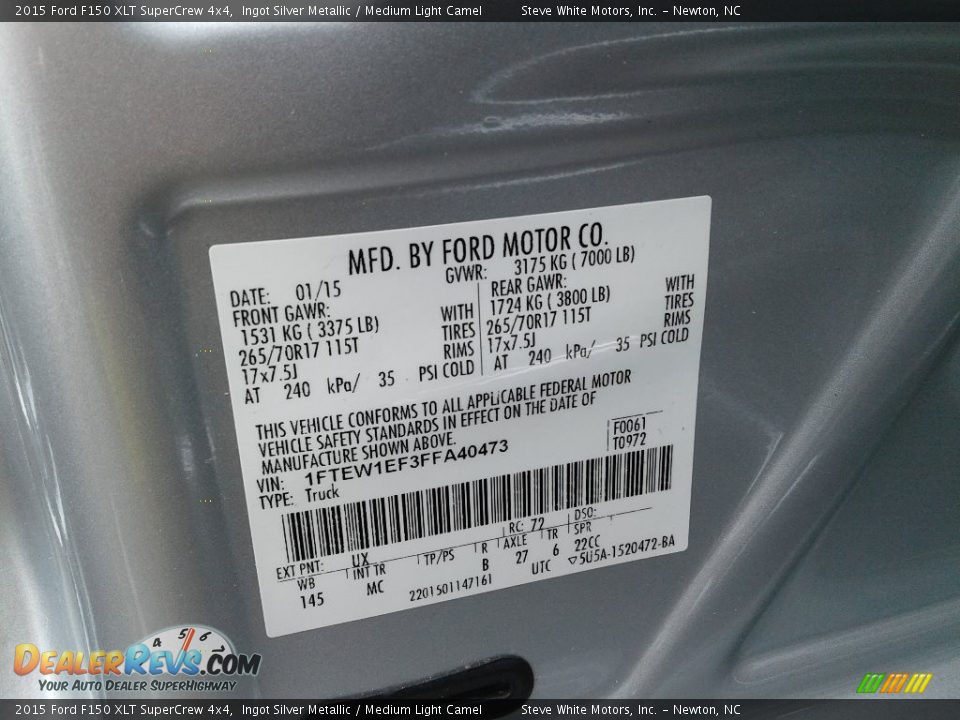 2015 Ford F150 XLT SuperCrew 4x4, Ingot Silver Metallic / Medium Light Camel Steve White Motors, Inc. - Newton, NC
MFD. BY FORD MOTOR CO.
DATE: 01/15 GVWR: 3175 KG ( 7000 LB)
FRONT GAWR: REAR GAWR:
1531 KG ( 3375 LB) WITH 1724 KG ( 3800 LB) WITH
265/70R17 115T TIRES 265/70R17 115T TIRES
17x7.5J RIMS 17x7.5J RIMS
AT 240 kPa/ 35 PSI COLD AT 240 kPa/ 35 PSI COLD
THIS VEHICLE CONFORMS TO ALL APPLICABLE FEDERAL MOTOR
VEHICLE SAFETY STANDARDS IN EFFECT ON THE DATE OF
MANUFACTURE SHOWN ABOVE.
VIN: 1FTEW1EF3FFA40473
TYPE: Truck
F0061
T0972
EXT PNT: UX RC: 72 DSO:
WB INT TR TP/PS R AXLE TR SPR
145 MC B 27 6 22CC
2201501147161 UTC ▽5U5A-1520472-BA
4 5 6
DEALERREVS.COM
YOUR AUTO DEALER SUPERHIGHWAY
2015 Ford F150 XLT SuperCrew 4x4, Ingot Silver Metallic / Medium Light Camel Steve White Motors, Inc. - Newton, NC